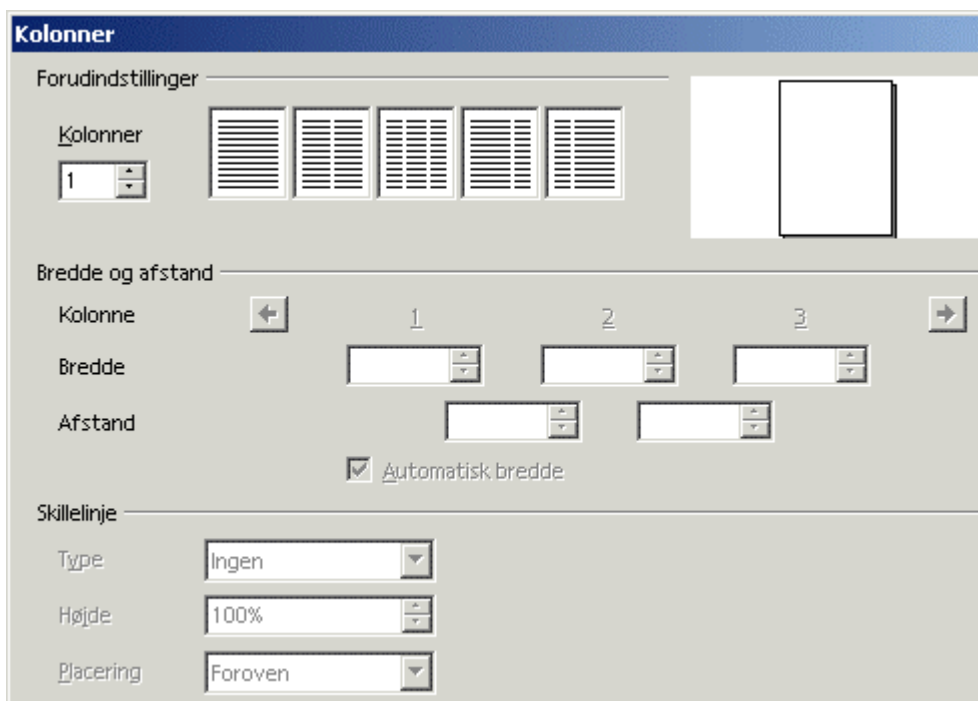 Kolonner
Forudindstillinger
Kolonner
1
Bredde og afstand
Kolonne 1 2 3
Bredde
Afstand
Automatisk bredde
Skillelinje
Type Ingen
Højde 100%
Placering Foroven